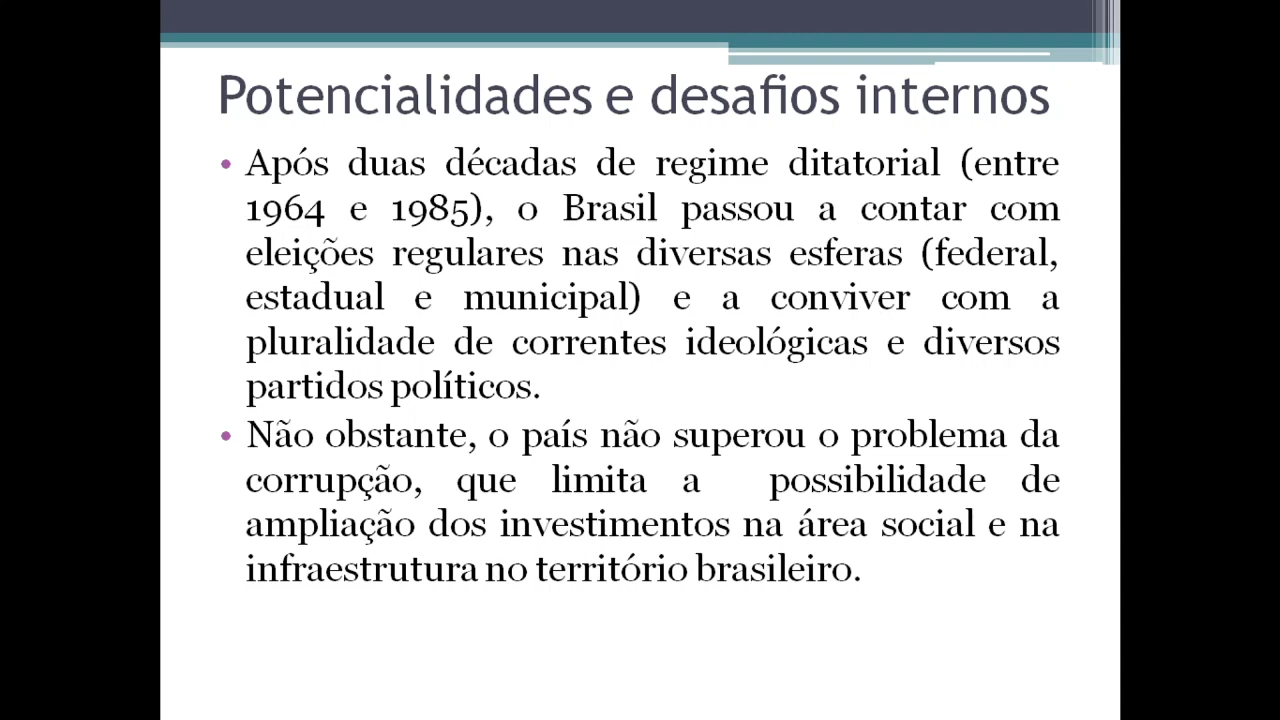 Potencialidades e desafios internos
• Após duas décadas de regime ditatorial (entre
1964 e 1985), o Brasil passou a contar com
eleições regulares nas diversas esferas (federal,
estadual e municipal) e a conviver com a
pluralidade de correntes ideológicas e diversos
partidos políticos.
• Não obstante, o país não superou o problema da
corrupção, que limita a possibilidade de
ampliação dos investimentos na área social e na
infraestrutura no território brasileiro.